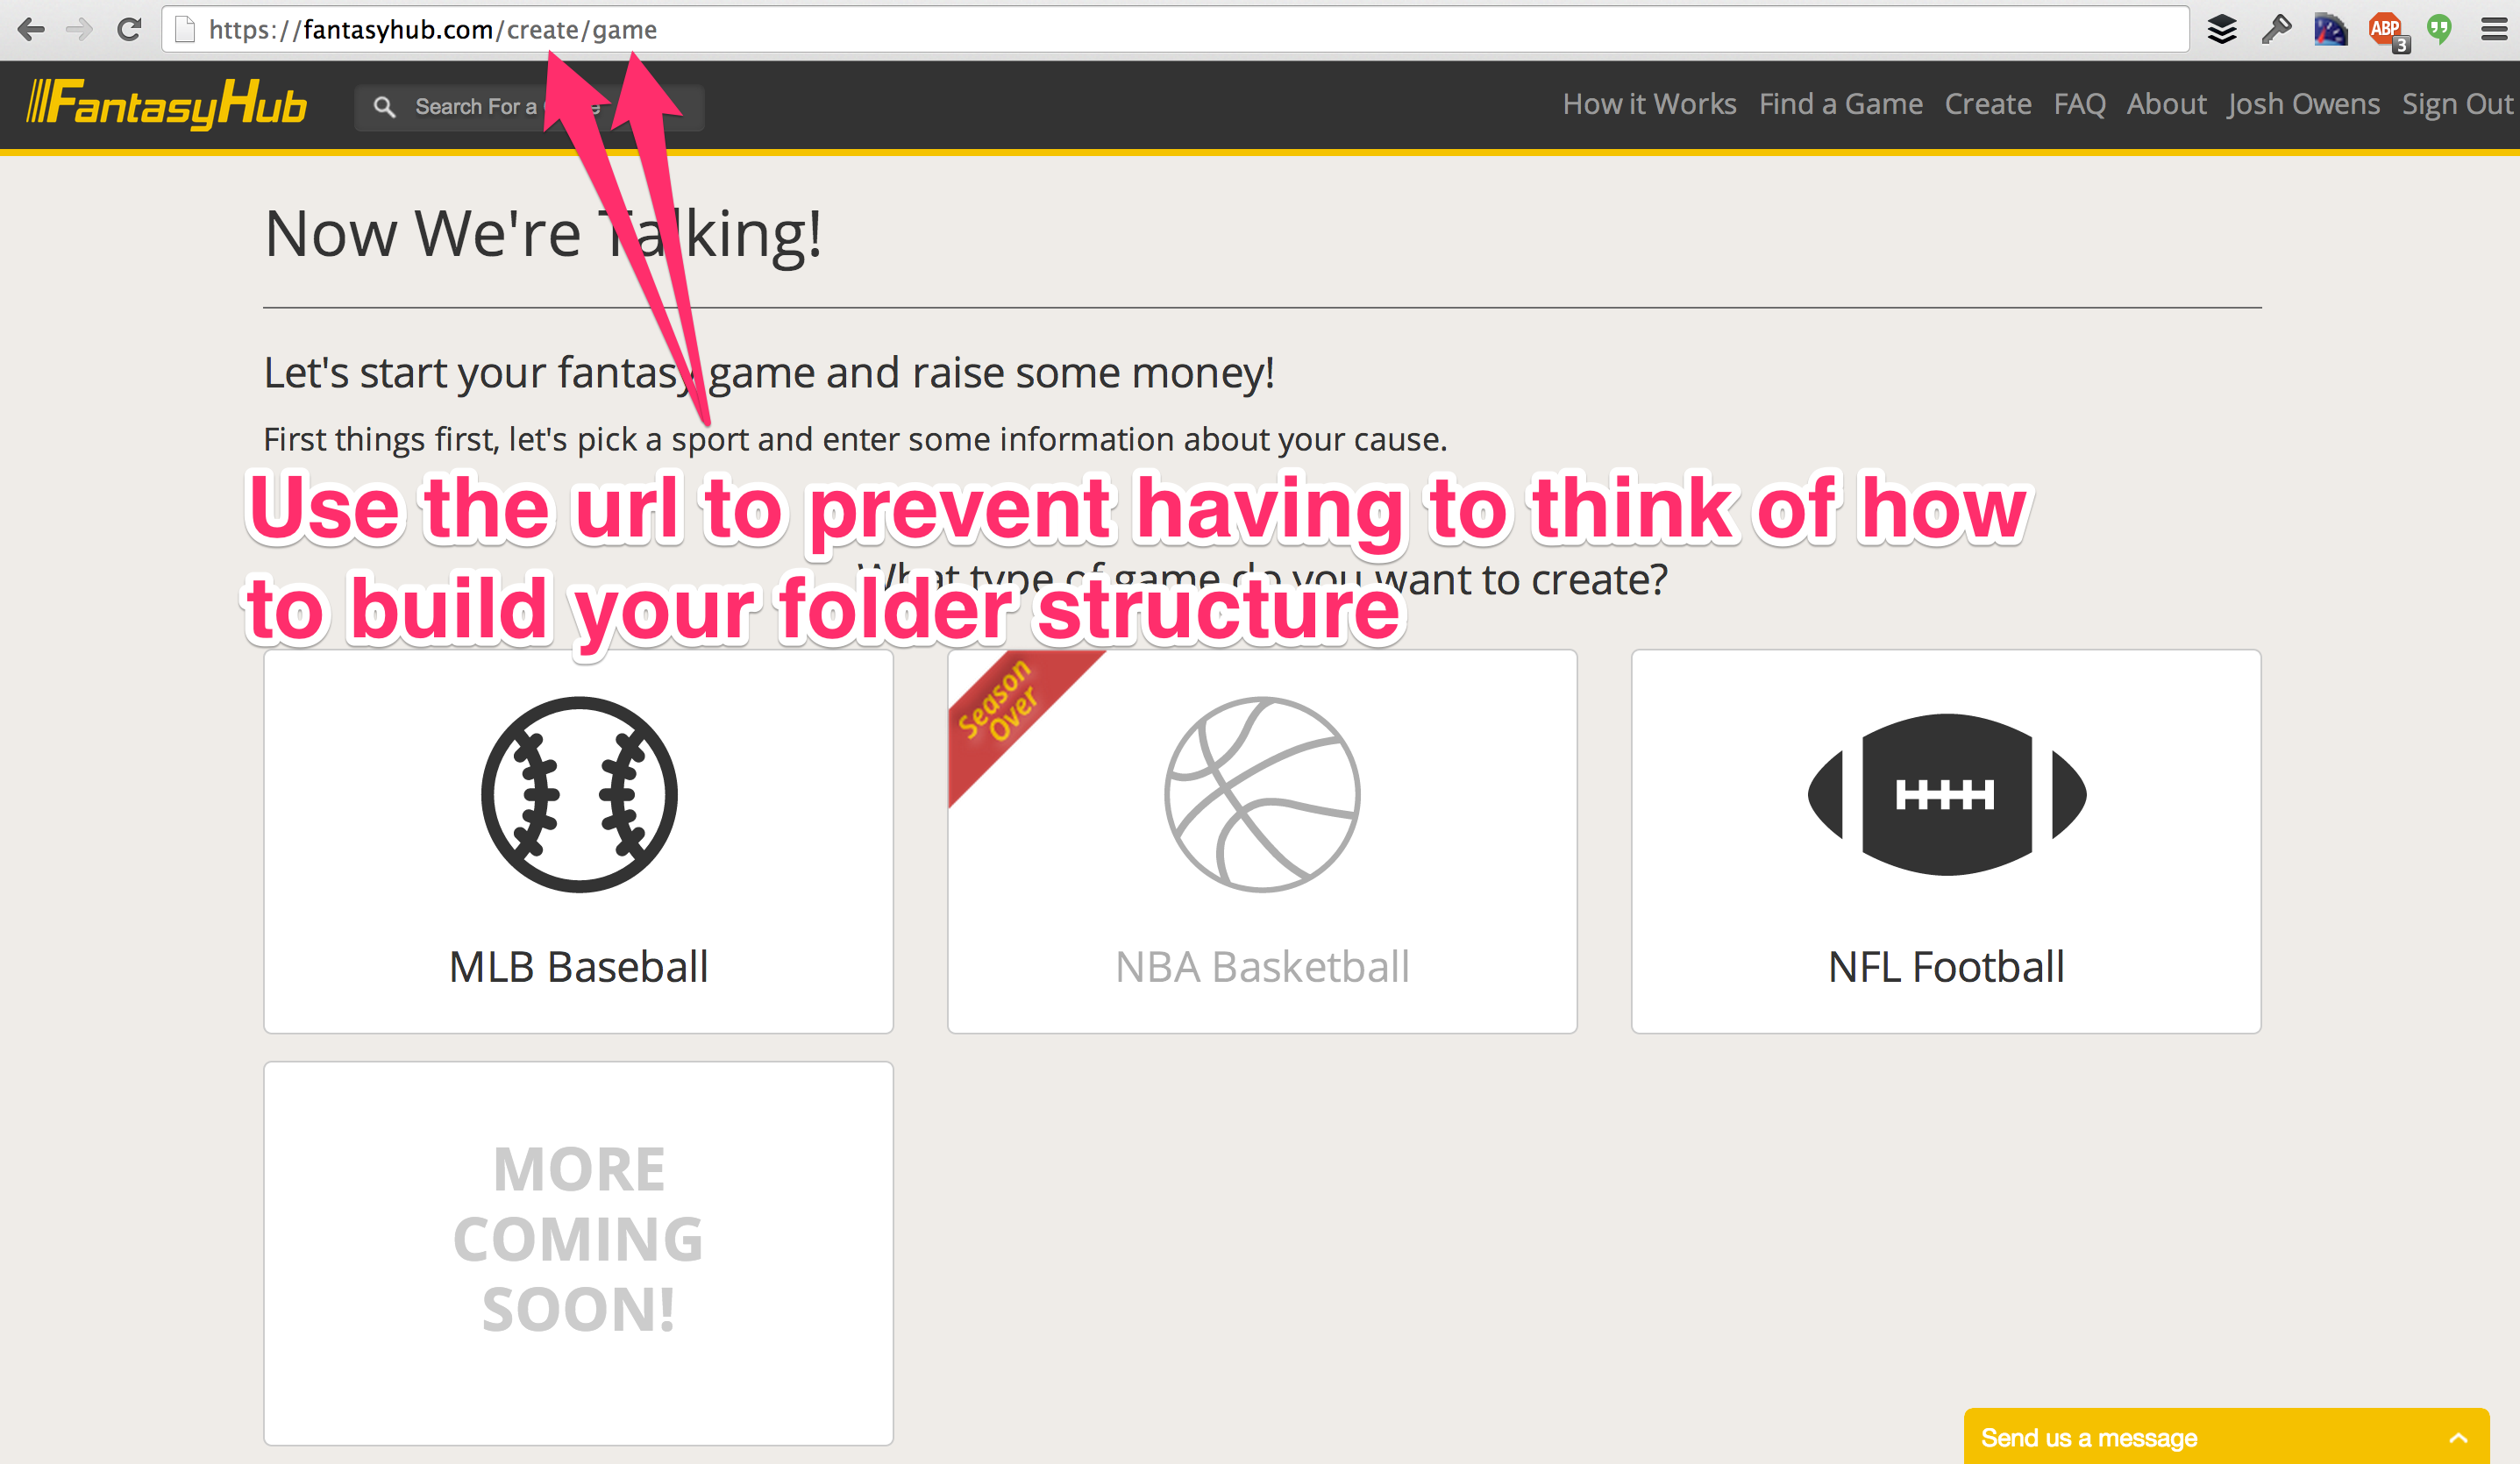 https://fantasyhub.com/create/game
ABP
3
FantasyHub
Search For a
How it Works Find a Game Create FAQ About Josh Owens Sign Out
Now We're Talking!
Let's start your fantasy game and raise some money!
First things first, let's pick a sport and enter some information about your cause.
Use the url to prevent having to think of how
to build your folder structure
What type of game do you want to create?
Season
Over
MLB Baseball
NBA Basketball
NFL Football
MORE
COMING
SOON!
Send us a message